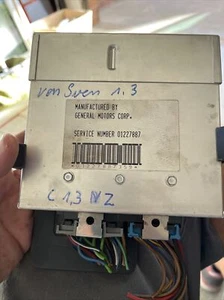 von Sven 1.3
MANUFACTURED BY
GENERAL MOTORS CORP.
SERVICE NUMBER 01227887
C 1,3 NZ